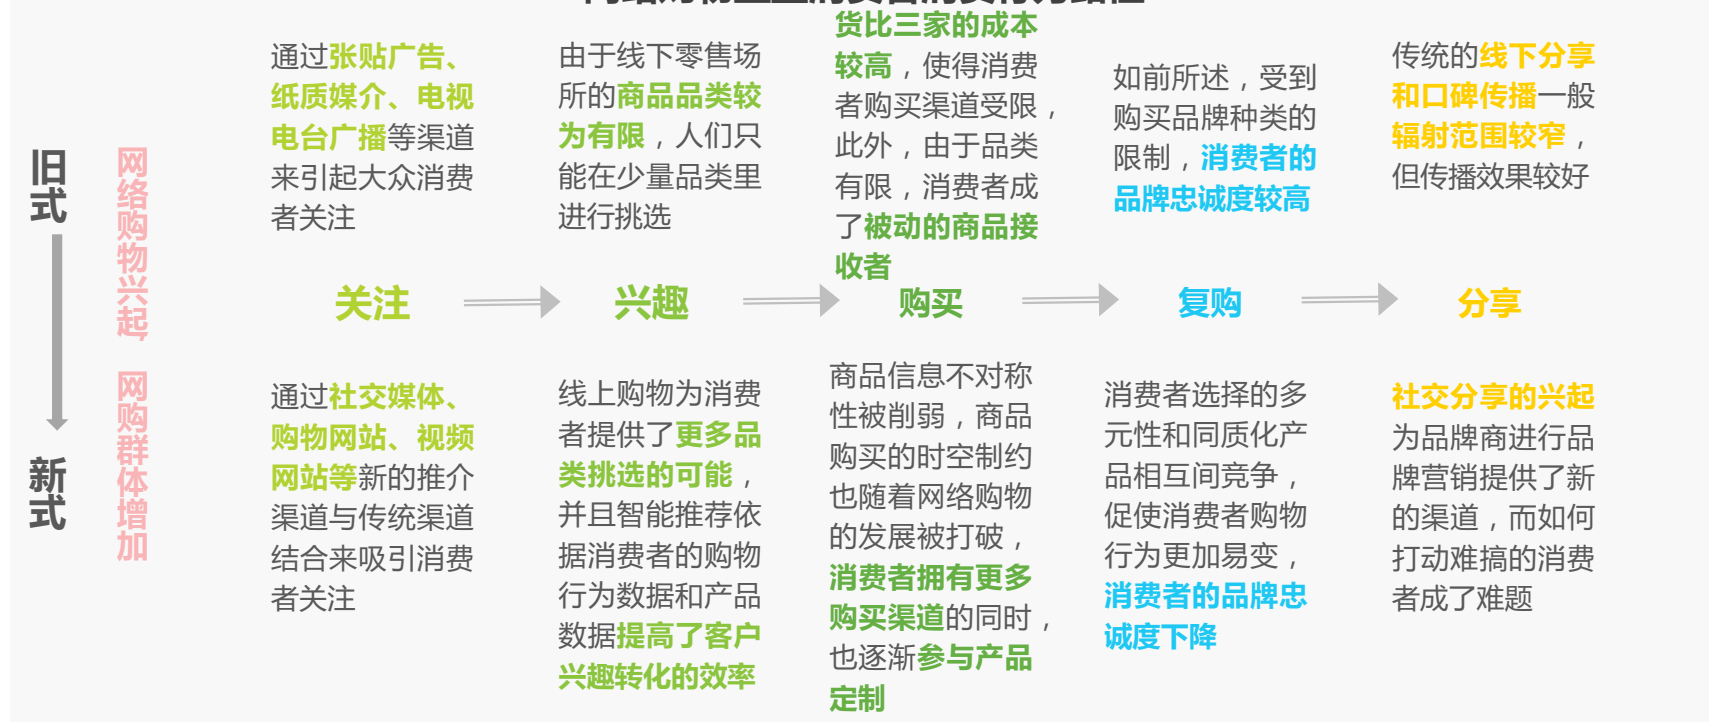 旧式
新式
网络购物兴起，
网购群体增加
通过张贴广告、
纸质媒介、电视
电台广播等渠道
来引起大众消费
者关注
由于线下零售场
所的商品品类较
为有限，人们只
能在少量品类里
进行挑选
货比三家的成本
较高，使得消费
者购买渠道受限，
此外，由于品类
有限，消费者成
了被动的商品接
收者
如前所述，受到
购买品牌种类的
限制，消费者的
品牌忠诚度较高
传统的线下分享
和口碑传播一般
辐射范围较窄，
但传播效果较好
关注
兴趣
购买
复购
分享
通过社交媒体、
购物网站、视频
网站等新的推介
渠道与传统渠道
结合来吸引消费
者关注
线上购物为消费
者提供了更多品
类挑选的可能，
并且智能推荐依
据消费者的购物
行为数据和产品
数据提高了客户
兴趣转化的效率
商品信息不对称
性被削弱，商品
购买的时空制约
也随着网络购物
的发展被打破，
消费者拥有更多
购买渠道的同时，
也逐渐参与产品
定制
消费者选择的多
元性和同质化产
品相互间竞争，
促使消费者购物
行为更加易变，
消费者的品牌忠
诚度下降
社交分享的兴起
为品牌商进行品
牌营销提供了新
的渠道，而如何
打动难搞的消费
者成了难题